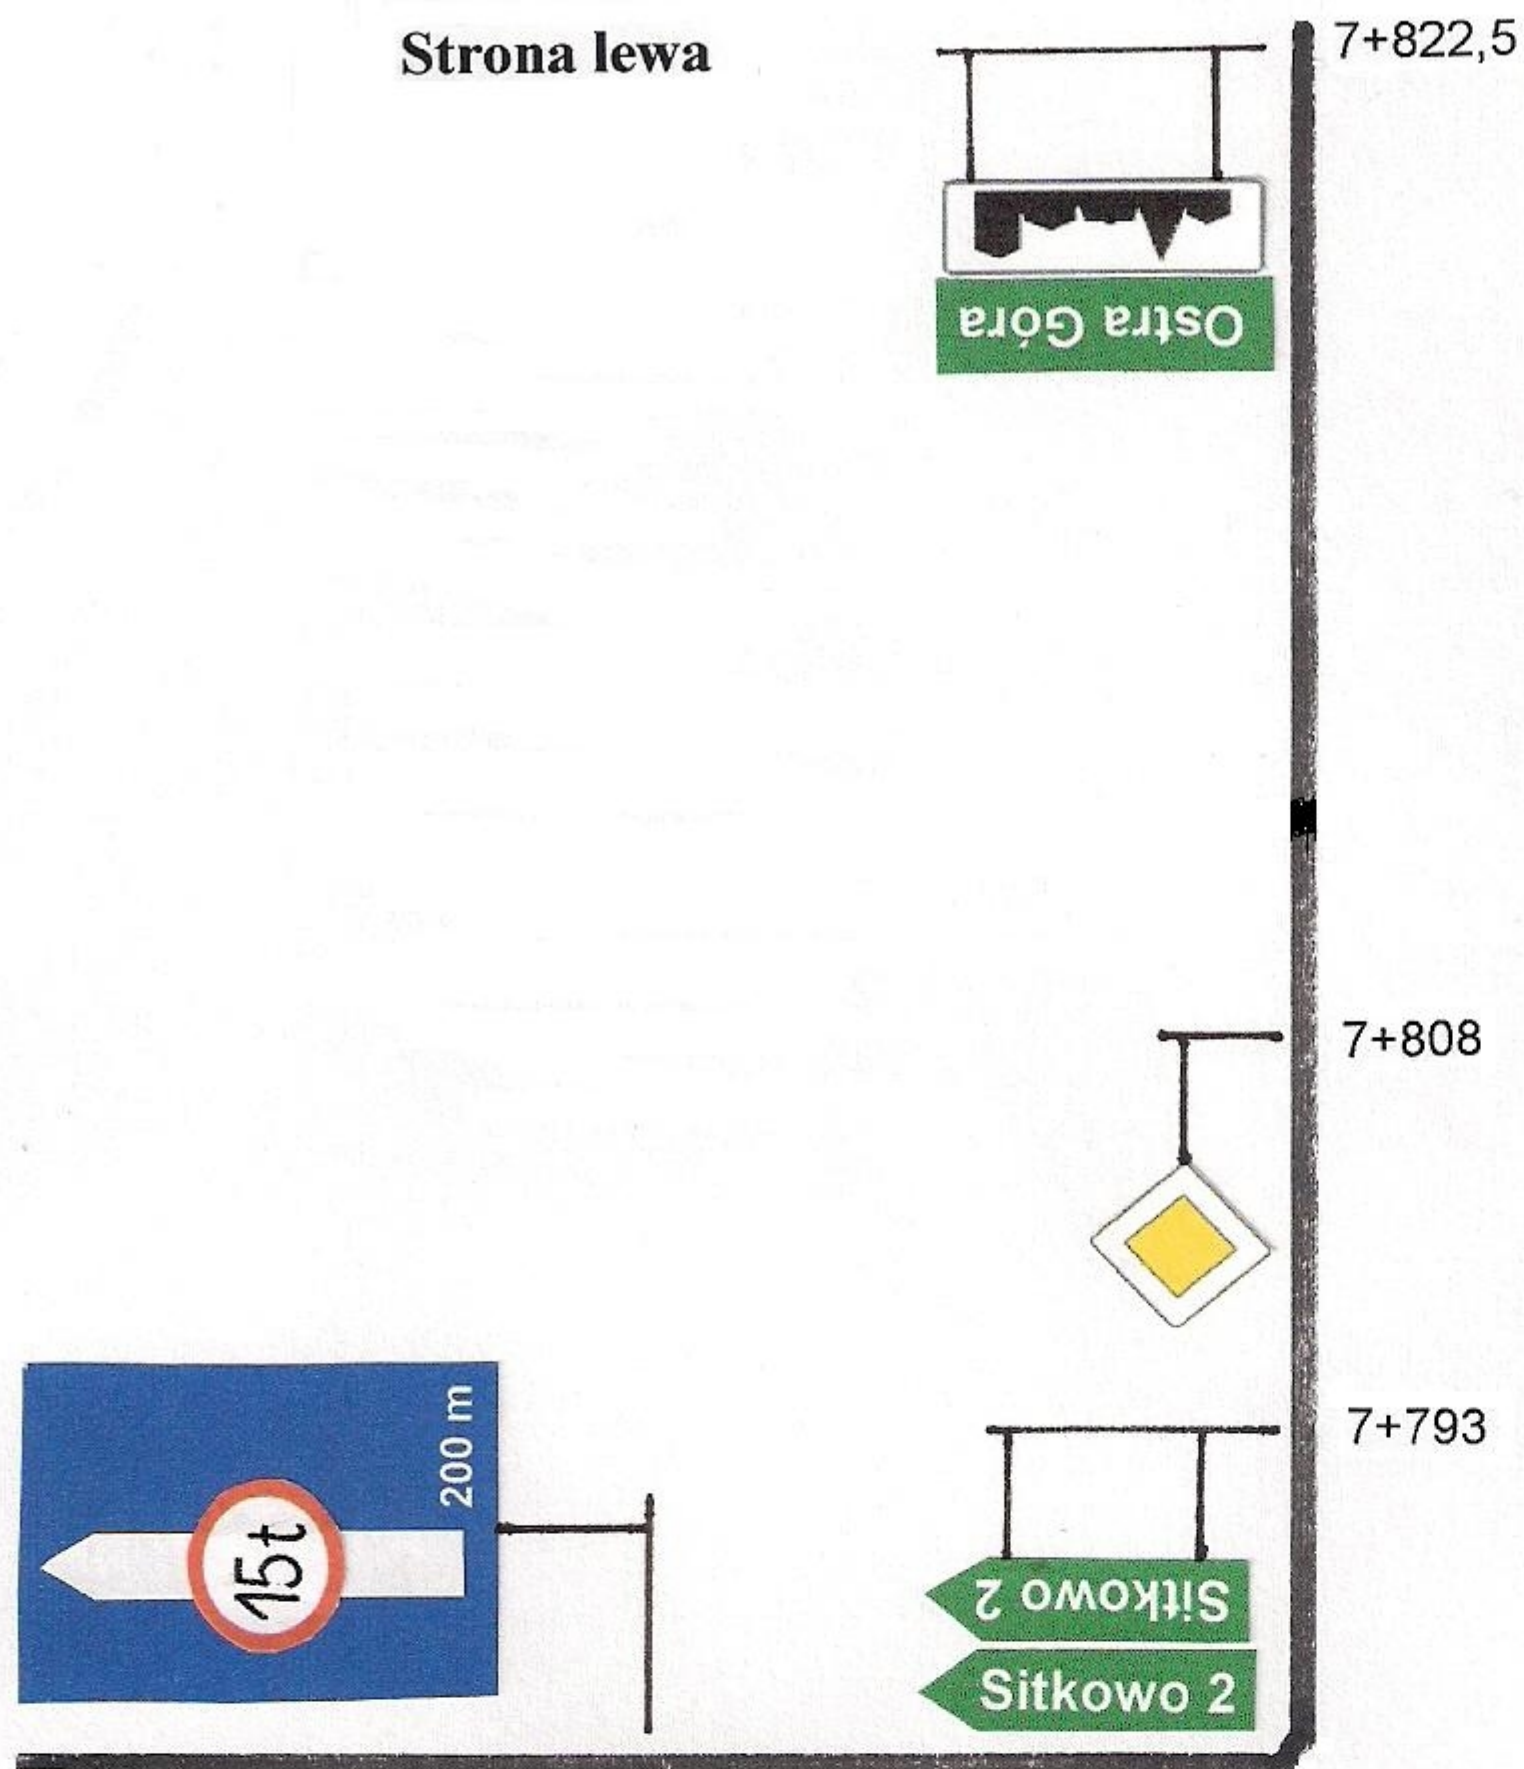 Strona lewa
7+822,5
Ostra Góra
7+808
7+793
200 m
15t
Sitkowo 2
Sitkowo 2